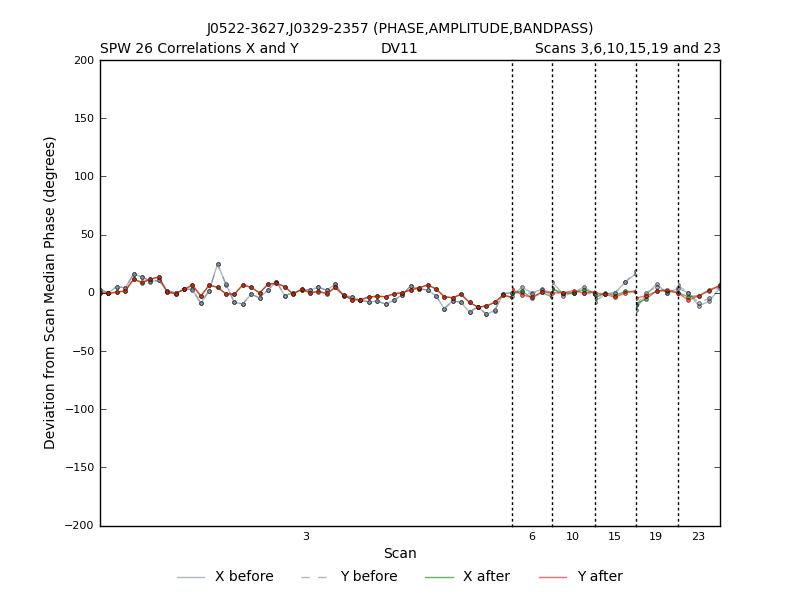 J0522-3627,J0329-2357 (PHASE,AMPLITUDE,BANDPASS)
SPW 26 Correlations X and Y DV11 Scans 3,6,10,15,19 and 23
200
150
100
50
0
−50
−100
−150
−200
Deviation from Scan Median Phase (degrees)
3 6 10 15 19 23
Scan
X before Y before X after Y after